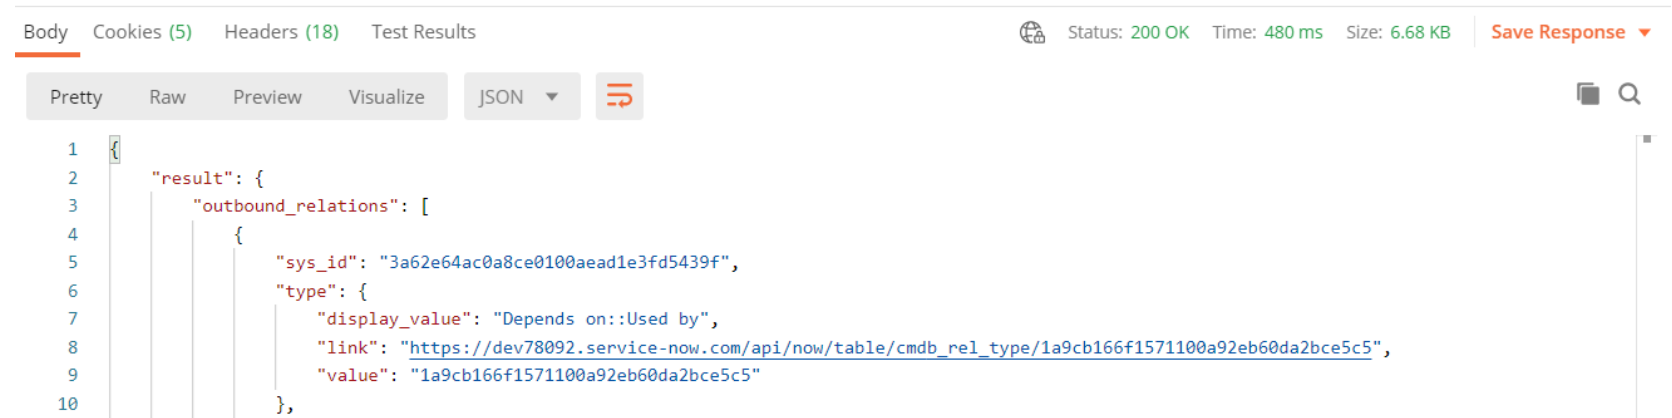 Body Cookies (5) Headers (18) Test Results Status: 200 OK Time: 480 ms Size: 6.68 KB Save Response
Pretty Raw Preview Visualize JSON
1 {
2 "result": {
3 "outbound_relations": [
4 {
5 "sys_id": "3a62e64ac0a8ce0100aead1e3fd5439f",
6 "type": {
7 "display_value": "Depends on::Used by",
8 "link": "https://dev78092.service-now.com/api/now/table/cmdb_rel_type/1a9cb166f1571100a92eb60da2bce5c5",
9 "value": "1a9cb166f1571100a92eb60da2bce5c5"
10 },